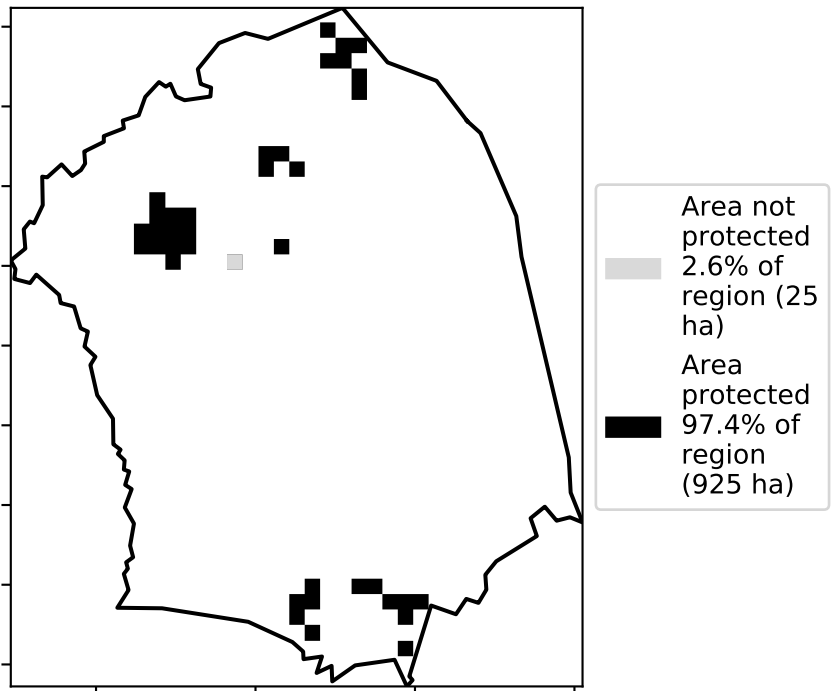 Area not
protected
2.6% of
region (25
ha)
Area
protected
97.4% of
region
(925 ha)